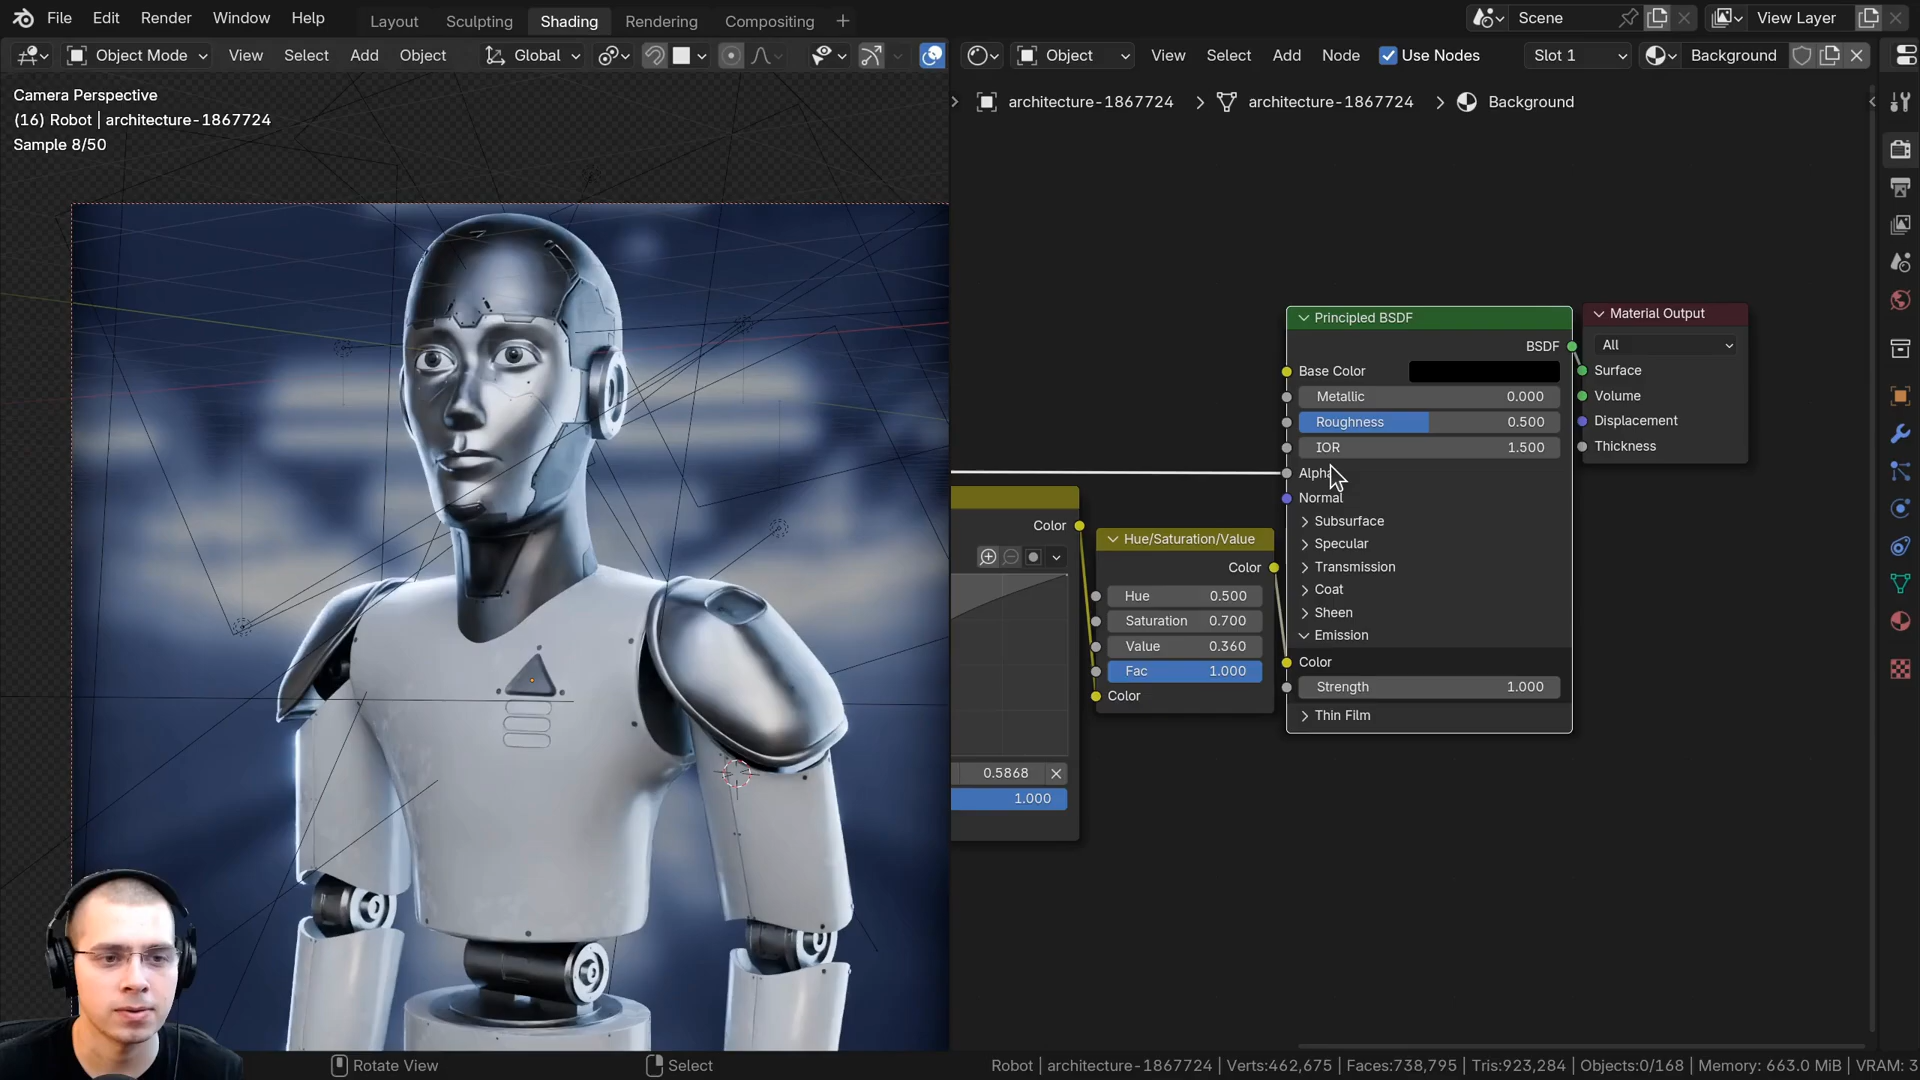 File Edit Render Window Help Layout Sculpting Shading Rendering Compositing + Scene View Layer
Object Mode View Select Add Object Global Object View Select Add Node Use Nodes Slot 1 Background
Camera Perspective
(16) Robot | architecture-1867724
Sample 8/50
architecture-1867724 architecture-1867724 Background
Principled BSDF
BSDF
Base Color
Metallic 0.000
Roughness 0.500
IOR 1.500
Alpha
Normal
Subsurface
Specular
Transmission
Coat
Sheen
Emission
Color
Strength 1.000
Thin Film
Material Output
All
Surface
Volume
Displacement
Thickness
Color
0.5868
1.000
Hue/Saturation/Value
Color
Hue 0.500
Saturation 0.700
Value 0.360
Fac 1.000
Color
Rotate View Select Robot | architecture-1867724 | Verts:462,675 | Faces:738,795 | Tris:923,284 | Objects:0/168 | Memory: 663.0 MiB | VRAM: 3